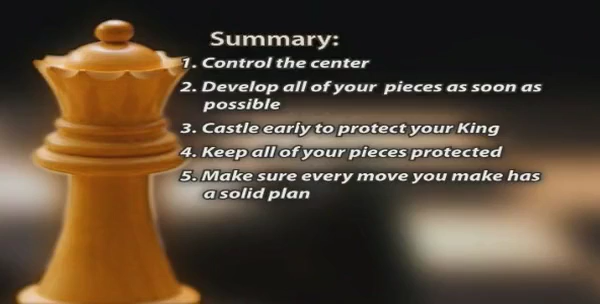 Summary:
1. Control the center
2. Develop all of your pieces as soon as
possible
3. Castle early to protect your King
4. Keep all of your pieces protected
5. Make sure every move you make has
a solid plan